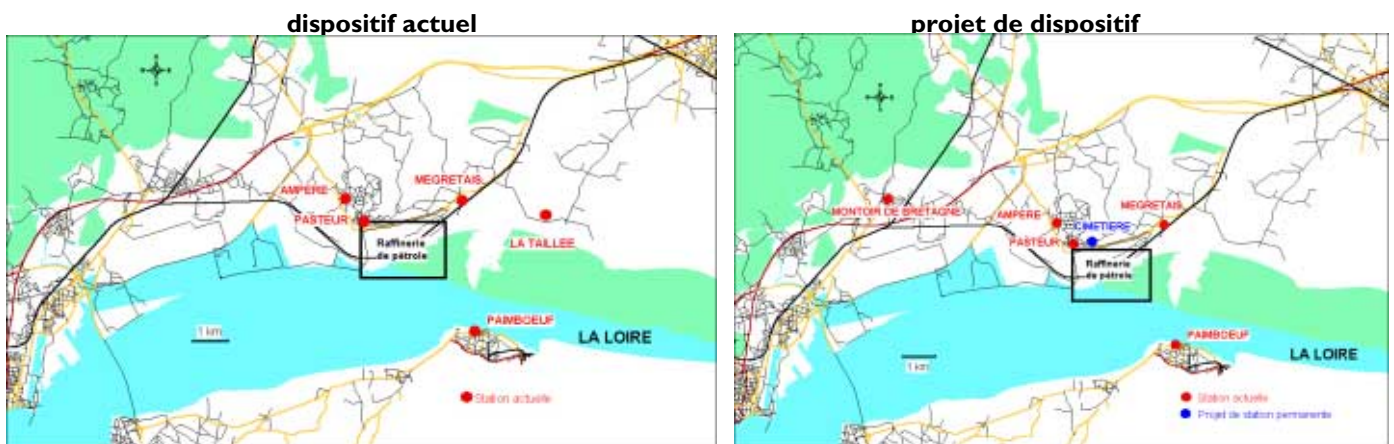 dispositif actuel
AMPERE
MEGRETAIS
PASTEUR
LA TAILLEE
Raffinerie
de pétrole
PAIMBOEUF
LA LOIRE
1 km
Station actuelle
projet de dispositif
MONTOIR DE BRETAGNE
AMPERE
MEGRETAIS
CIMETIERE
PASTEUR
Raffinerie
de pétrole
PAIMBOEUF
LA LOIRE
1 km
Station actuelle
Projet de station permanente